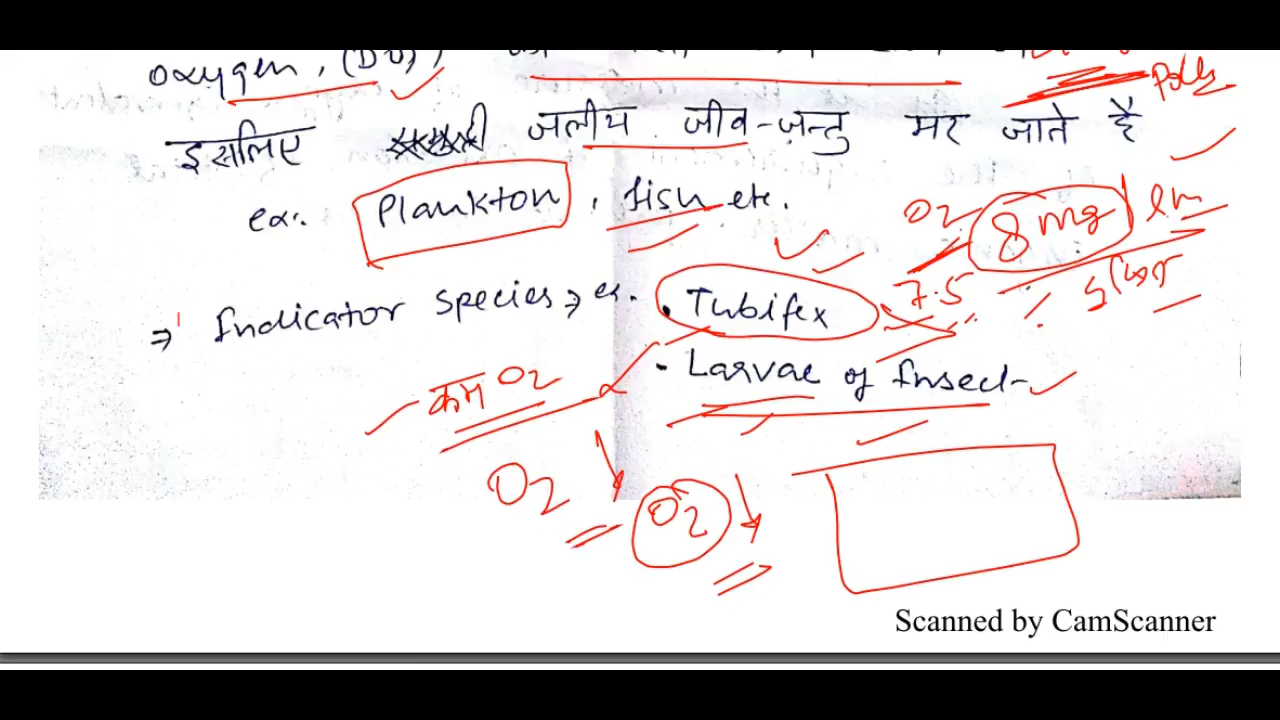 oxygen, (DO),
इसलिए जलीय जीव-जन्तु मर जाते है
ex:. Plankton, fish etc.
O2 8 mg
7.5
⇒ Indicator species ⇒ ex. • Tubifex
- Larvae of Insect-
कम O2
O2 O2
Scanned by CamScanner